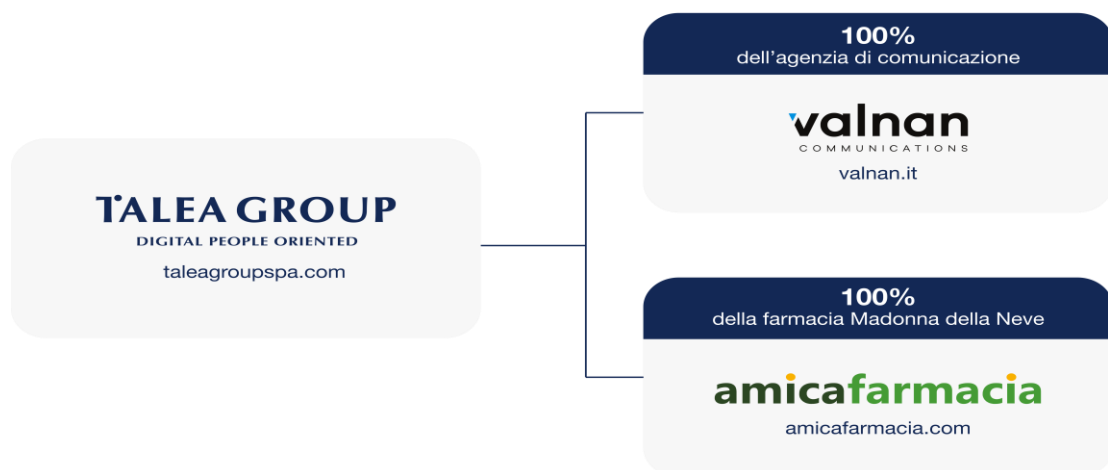 TALEA GROUP
DIGITAL PEOPLE ORIENTED
taleagroupspa.com
100%
dell'agenzia di comunicazione
valnan
COMMUNICATIONS
valnan.it
100%
della farmacia Madonna della Neve
amicafarmacia
amicafarmacia.com